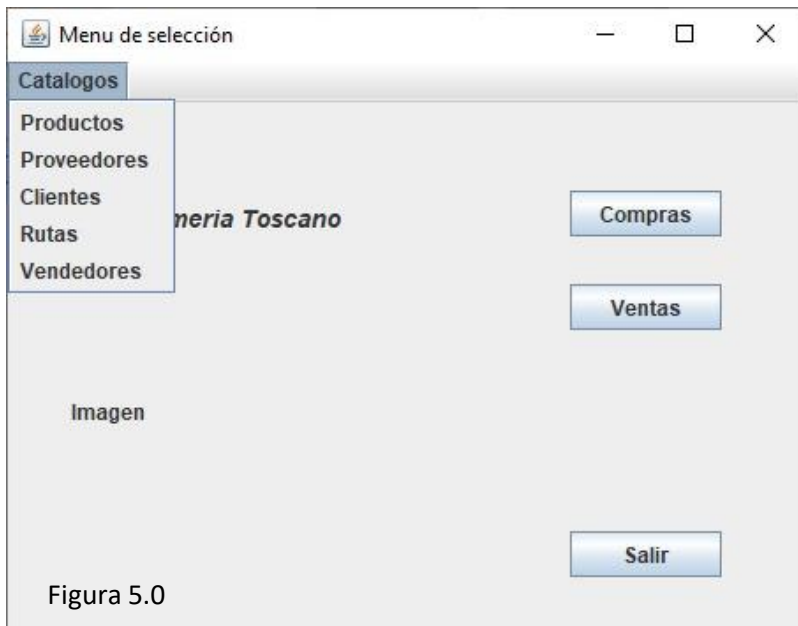 Menu de selección
Catalogos
Productos
Proveedores
Clientes
Rutas
meria Toscano
Vendedores
Compras
Ventas
Imagen
Salir
Figura 5.0